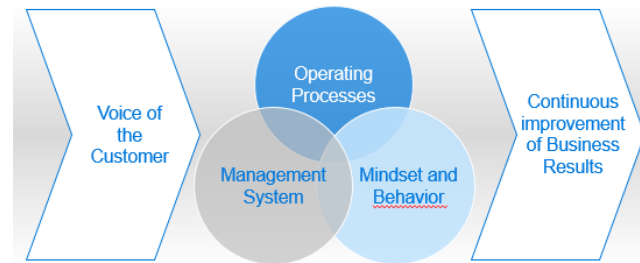 Voice of
the
Customer
Operating
Processes
Management
System
Mindset and
Behavior
Continuous
improvement
of Business
Results